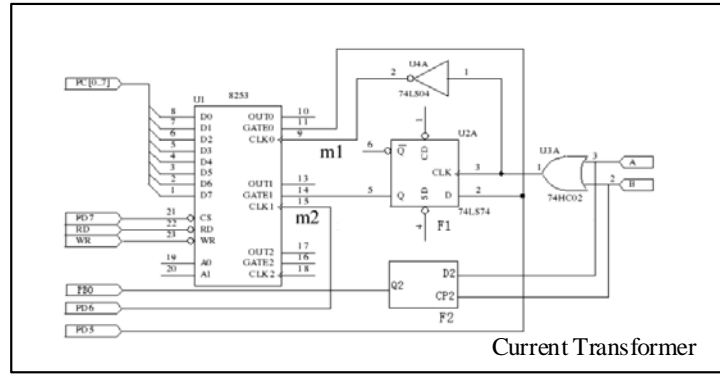 U4A
2
1
PC[0..7]
U1
8253
74LS04
8
D0
OUT0
10
7
D1
GATE0
11
6
D2
CLK0
9
5
D3
4
D4
3
D5
OUT1
13
2
D6
GATE1
14
1
D7
CLK1
15
PD7
21
CS
RD
22
RD
WR
23
WR
OUT2
17
19
A0
GATE2
16
20
A1
CLK2
18
m1
m2
6
1
U2A
Q
CD
CLK
3
5
Q
SD
D
2
74LS74
4
F1
U3A
1
3
2
74HC02
A
B
PB0
PD6
PD5
Q2
D2
CP2
F2
Current Transformer